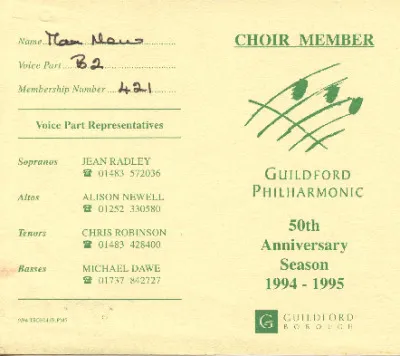 Name
Voice Part B2
Membership Number 421
Voice Part Representatives
Sopranos JEAN RADLEY
☎ 01483 572036
Altos ALISON NEWELL
☎ 01252 330580
Tenors CHRIS ROBINSON
☎ 01483 428400
Basses MICHAEL DAWE
☎ 01737 842727
CHOIR MEMBER
GUILDFORD
PHILHARMONIC
50th
Anniversary
Season
1994 - 1995
G GUILDFORD
BOROUGH